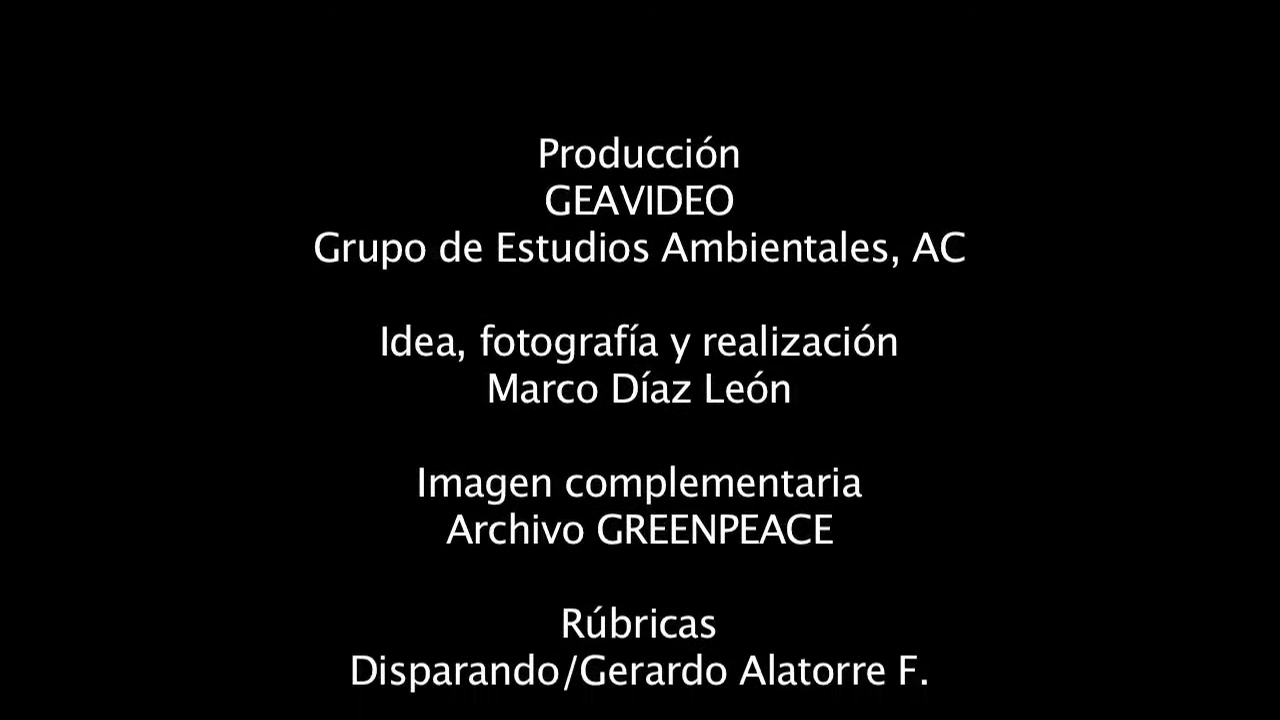 Producción
GEAVIDEO
Grupo de Estudios Ambientales, AC
Idea, fotografía y realización
Marco Díaz León
Imagen complementaria
Archivo GREENPEACE
Rúbricas
Disparando/Gerardo Alatorre F.